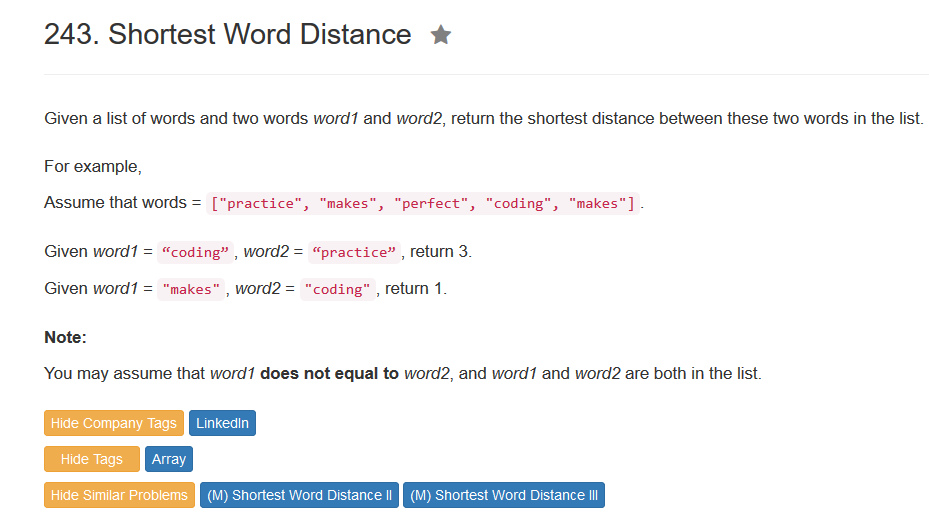 243. Shortest Word Distance
Given a list of words and two words word1 and word2, return the shortest distance between these two words in the list.
For example,
Assume that words = ["practice", "makes", "perfect", "coding", "makes"].
Given word1 = “coding”, word2 = “practice”, return 3.
Given word1 = "makes", word2 = "coding", return 1.
Note:
You may assume that word1 does not equal to word2, and word1 and word2 are both in the list.
Hide Company Tags LinkedIn
Hide Tags Array
Hide Similar Problems (M) Shortest Word Distance II (M) Shortest Word Distance III